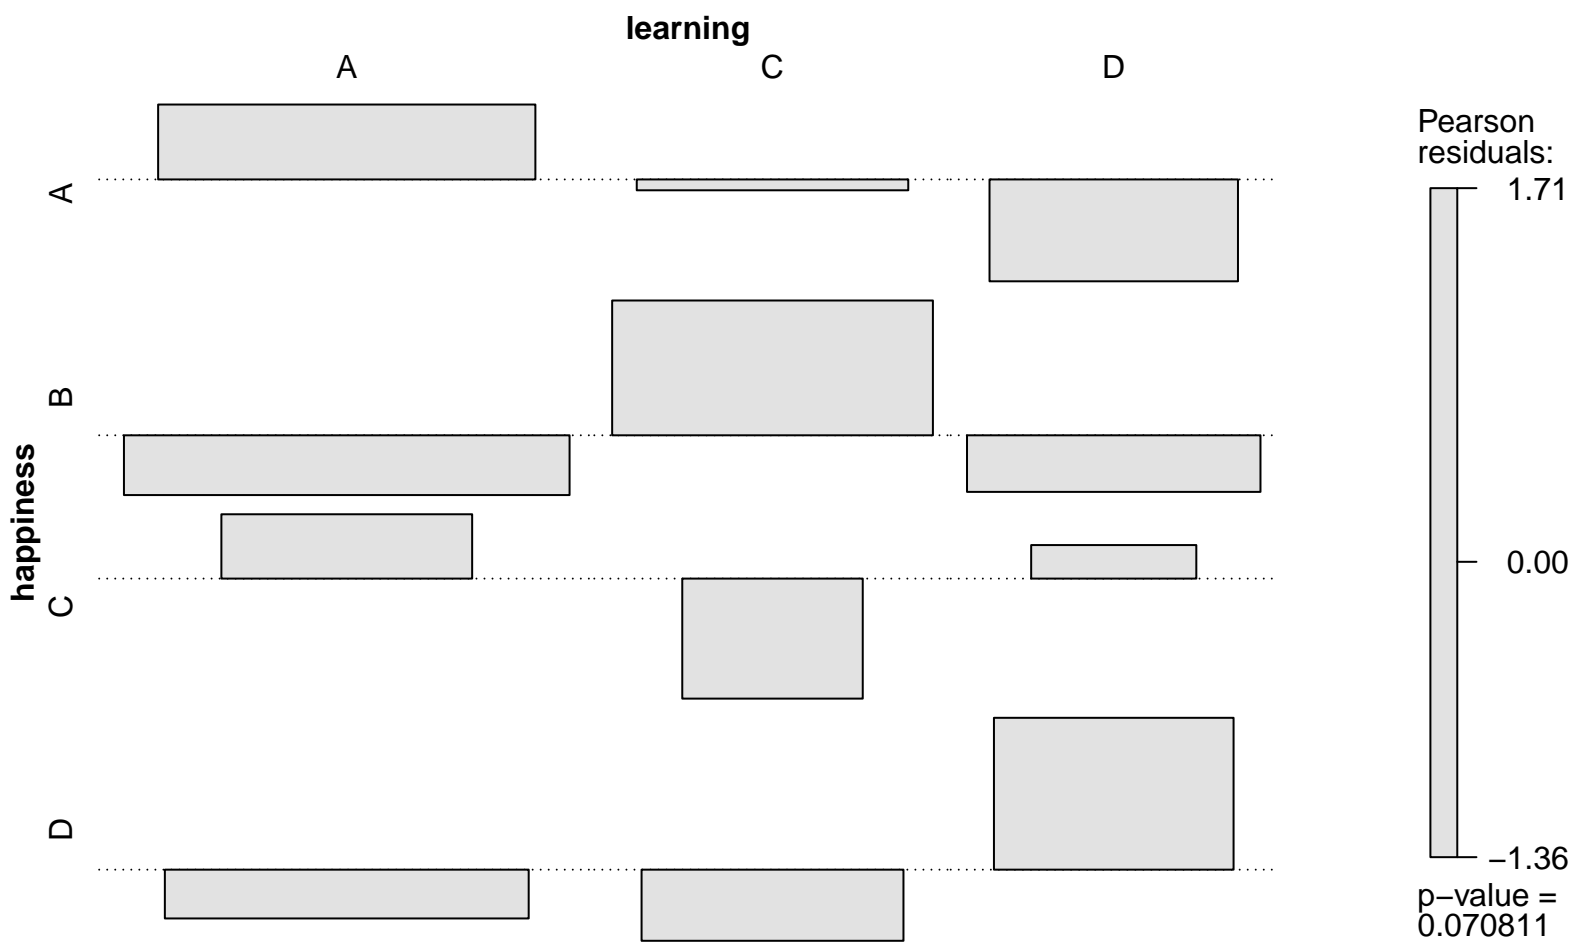 learning
A C D
A
B
C
D
happiness
Pearson
residuals:
1.71
0.00
−1.36
p−value =
0.070811